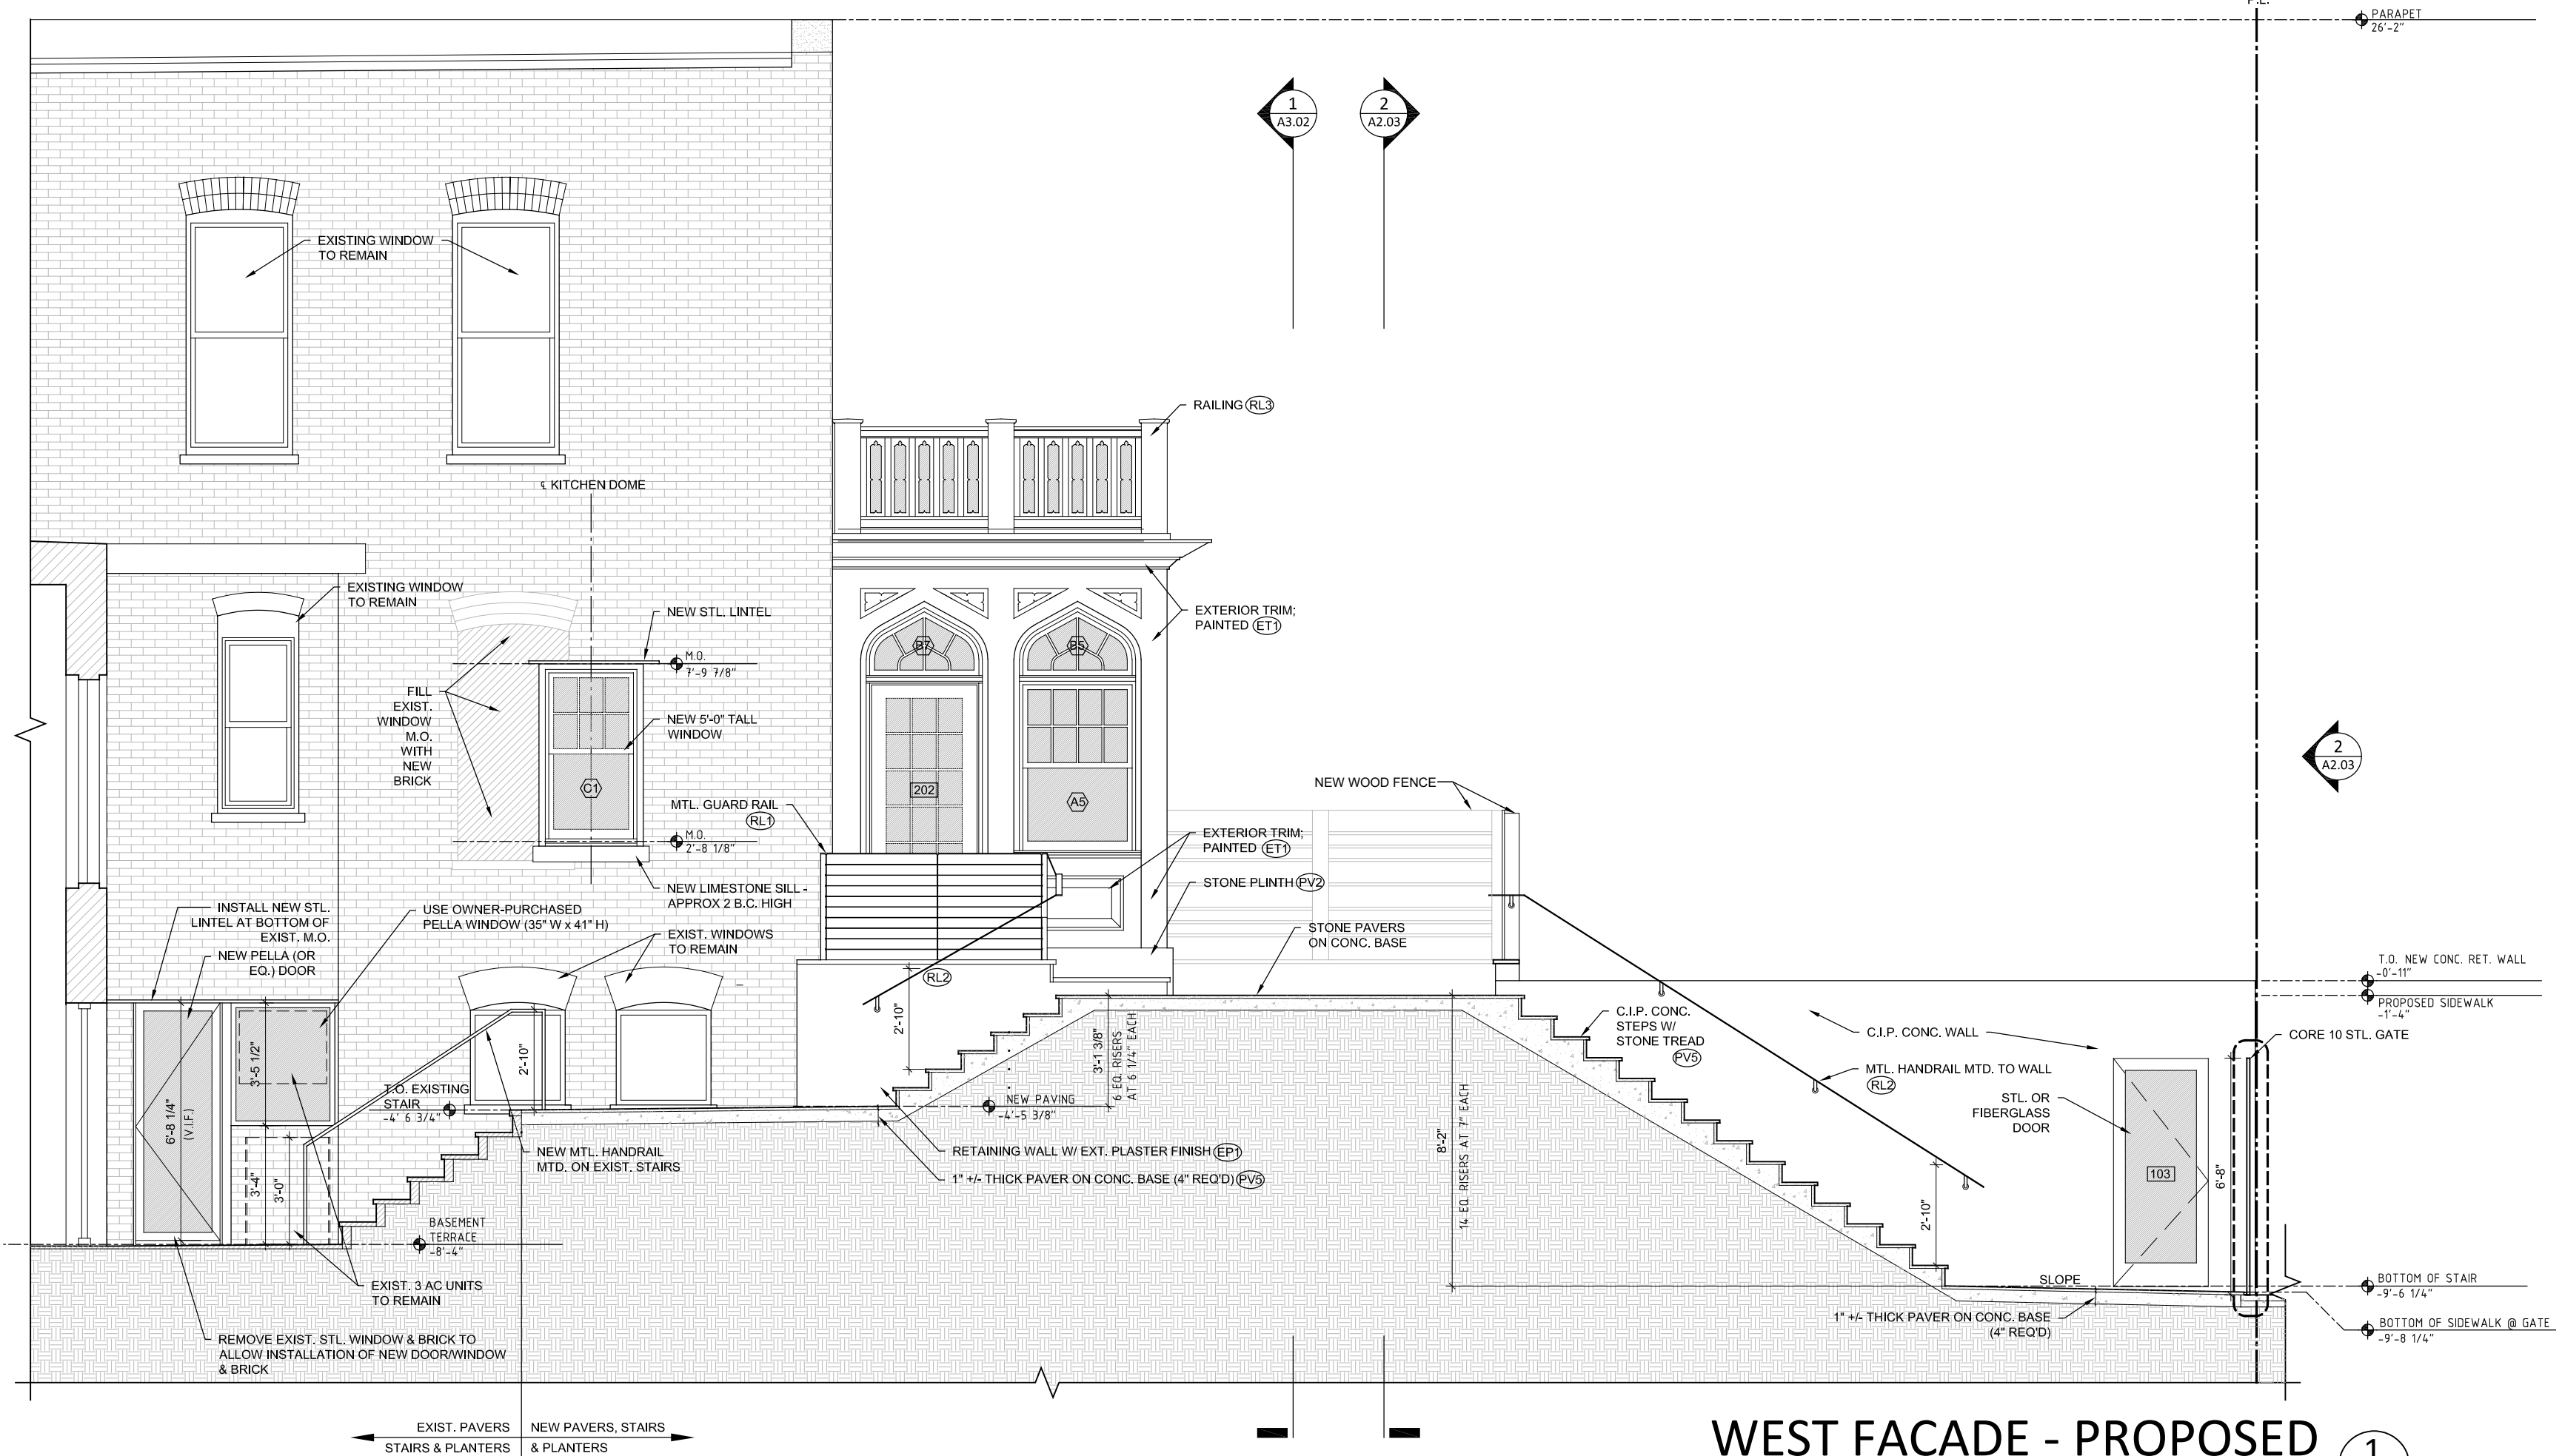 P.L.
PARAPET
26'-2"
1
A3.02
2
A2.03
EXISTING WINDOW
TO REMAIN
RAILING RL3
℄ KITCHEN DOME
EXISTING WINDOW
TO REMAIN
NEW STL. LINTEL
EXTERIOR TRIM;
PAINTED ET1
B7
B5
M.O.
7'-9 7/8"
FILL
EXIST.
WINDOW
M.O.
WITH
NEW
BRICK
NEW 5'-0" TALL
WINDOW
2
A2.03
C1
202
A5
NEW WOOD FENCE
MTL. GUARD RAIL
RL1
M.O.
2'-8 1/8"
EXTERIOR TRIM;
PAINTED ET1
NEW LIMESTONE SILL -
APPROX 2 B.C. HIGH
STONE PLINTH PV2
INSTALL NEW STL.
LINTEL AT BOTTOM OF
EXIST. M.O.
USE OWNER-PURCHASED
PELLA WINDOW (35" W x 41" H)
EXIST. WINDOWS
TO REMAIN
STONE PAVERS
ON CONC. BASE
NEW PELLA (OR
EQ.) DOOR
RL2
T.O. NEW CONC. RET. WALL
-0'-11"
PROPOSED SIDEWALK
-1'-4"
2'-10"
3'-1 3/8"
6 EQ. RISERS
AT 6 1/4" EACH
C.I.P. CONC.
STEPS W/
STONE TREAD
PV5
C.I.P. CONC. WALL
CORE 10 STL. GATE
MTL. HANDRAIL MTD. TO WALL
RL2
STL. OR
FIBERGLASS
DOOR
3'-5 1/2"
2'-10"
6'-8 1/4"
(V.I.F.)
T.O. EXISTING
STAIR
-4' 6 3/4"
NEW PAVING
-4'-5 3/8"
8'-2"
14 EQ. RISERS AT 7" EACH
RETAINING WALL W/ EXT. PLASTER FINISH EP1
NEW MTL. HANDRAIL
MTD. ON EXIST. STAIRS
1" +/- THICK PAVER ON CONC. BASE (4" REQ'D) PV5
3'-4"
3'-0"
103
6'-8"
2'-10"
BASEMENT
TERRACE
-8'-4"
EXIST. 3 AC UNITS
TO REMAIN
SLOPE
BOTTOM OF STAIR
-9'-6 1/4"
1" +/- THICK PAVER ON CONC. BASE
(4" REQ'D)
BOTTOM OF SIDEWALK @ GATE
-9'-8 1/4"
REMOVE EXIST. STL. WINDOW & BRICK TO
ALLOW INSTALLATION OF NEW DOOR/WINDOW
& BRICK
EXIST. PAVERS
STAIRS & PLANTERS
NEW PAVERS, STAIRS
& PLANTERS
WEST FACADE - PROPOSED
1